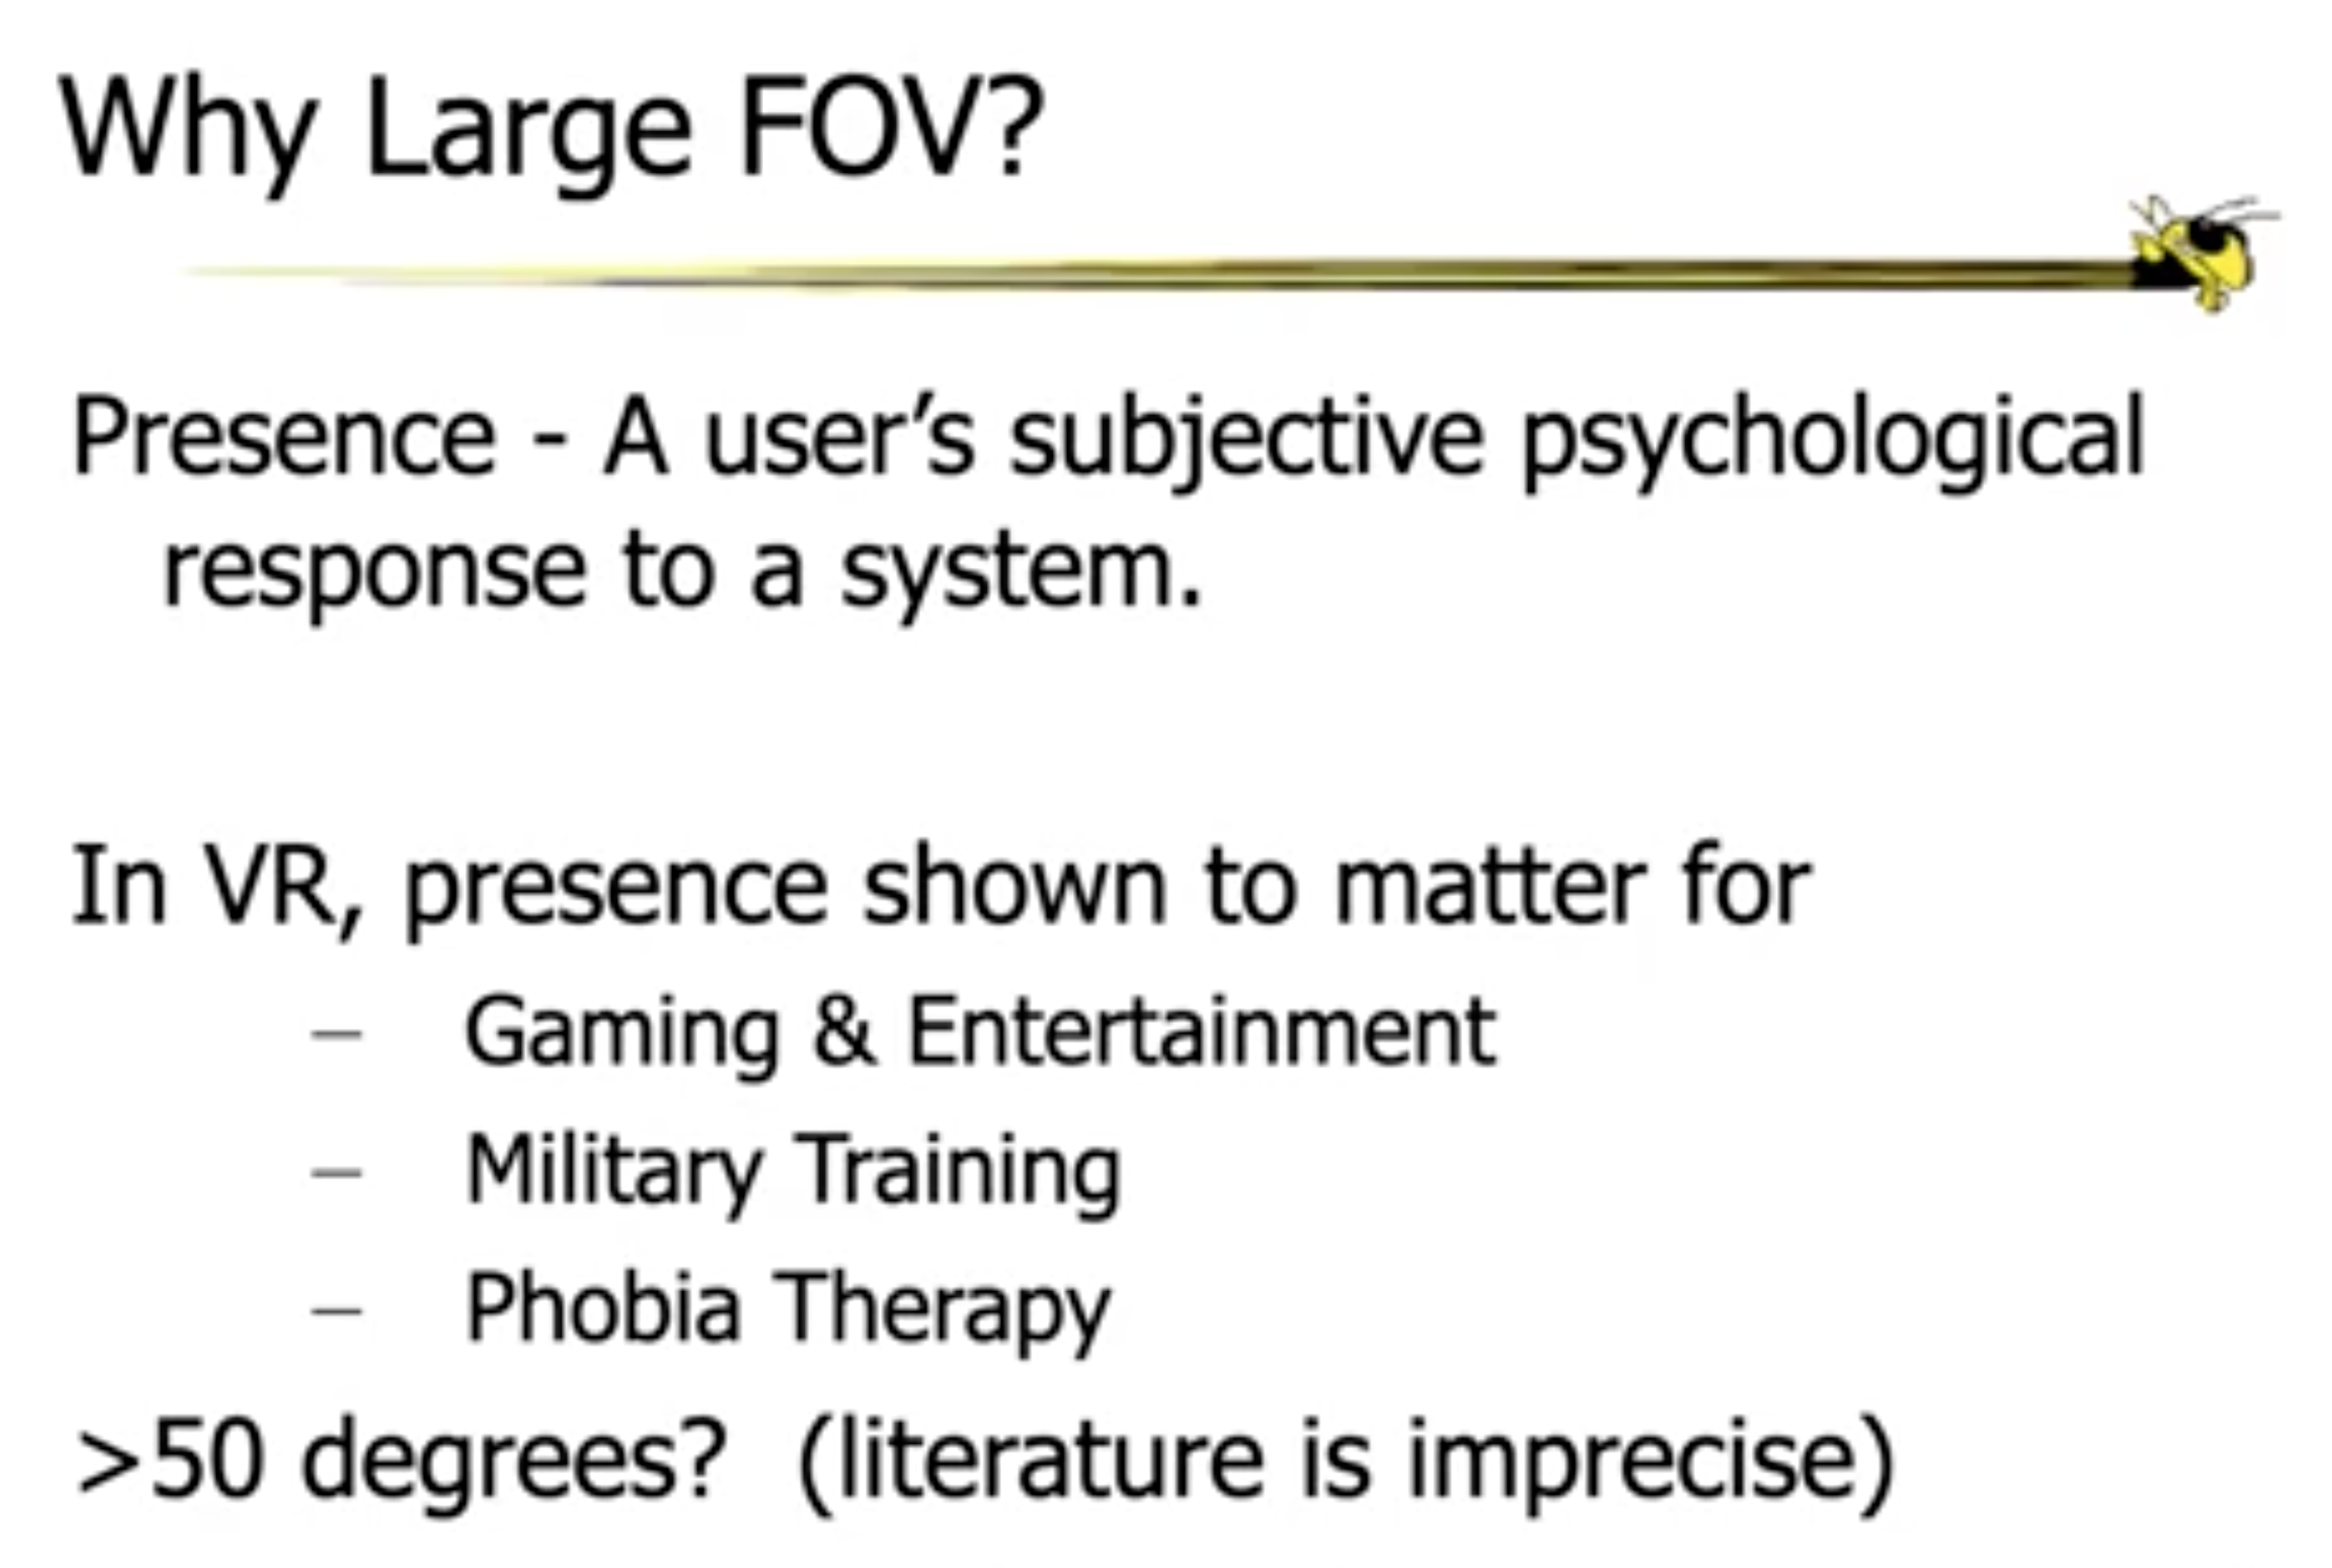 Why Large FOV?
Presence - A user’s subjective psychological
response to a system.
In VR, presence shown to matter for
– Gaming & Entertainment
– Military Training
– Phobia Therapy
>50 degrees?  (literature is imprecise)